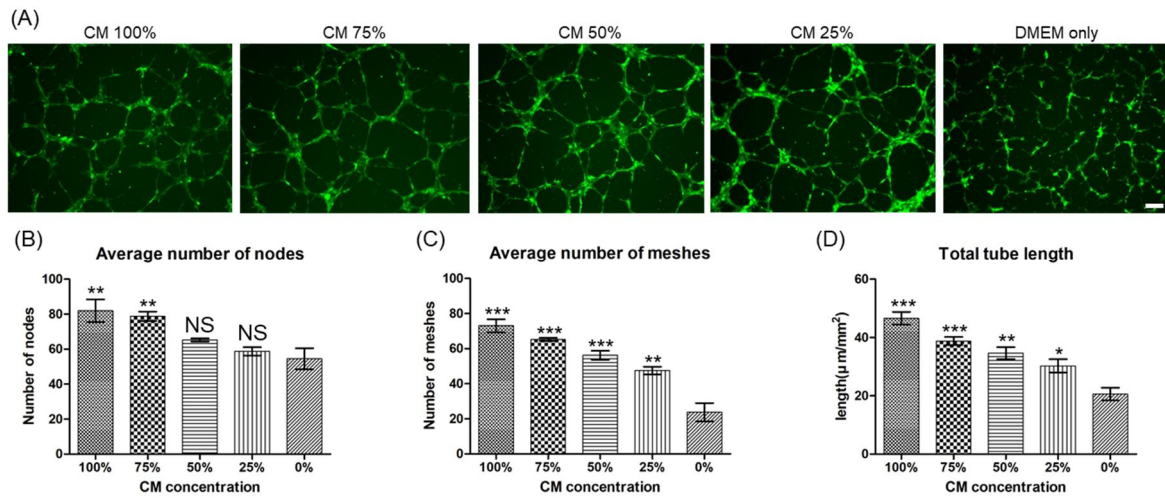 (A)
CM 100% CM 75% CM 50% CM 25% DMEM only
(B)
Average number of nodes
Number of nodes
100
80
60
40
20
0
** ** NS NS
100% 75% 50% 25% 0%
CM concentration
(C)
Average number of meshes
Number of meshes
100
80
60
40
20
0
*** *** *** **
100% 75% 50% 25% 0%
CM concentration
(D)
Total tube length
length(μm/mm²)
60
40
20
0
*** *** ** *
100% 75% 50% 25% 0%
CM concentration